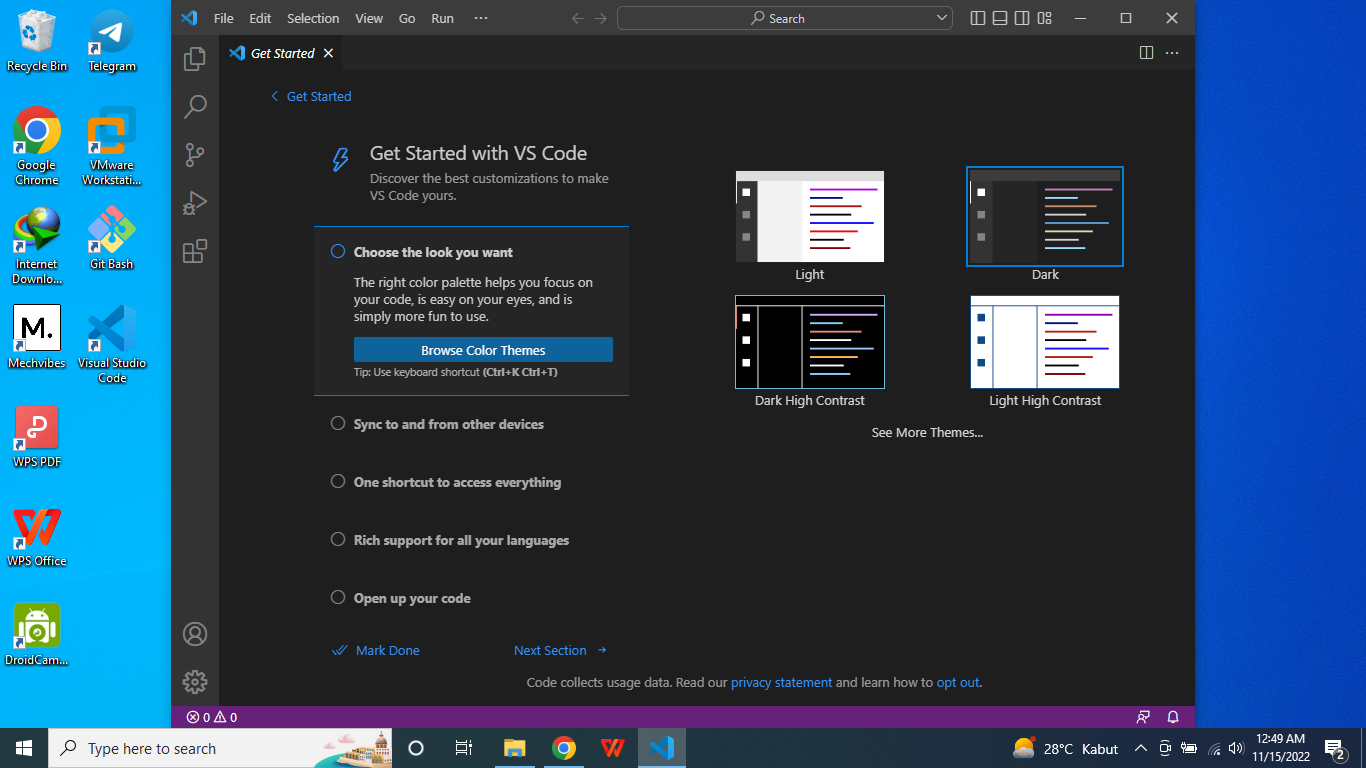 Recycle Bin
Telegram
Google
Chrome
VMware
Workstati...
Internet
Downlo...
Git Bash
M.
Mechvibes
Visual Studio
Code
WPS PDF
WPS Office
DroidCam...
File Edit Selection View Go Run ...
Search
Get Started
Get Started
Get Started with VS Code
Discover the best customizations to make
VS Code yours.
Choose the look you want
The right color palette helps you focus on
your code, is easy on your eyes, and is
simply more fun to use.
Browse Color Themes
Tip: Use keyboard shortcut (Ctrl+K Ctrl+T)
Sync to and from other devices
One shortcut to access everything
Rich support for all your languages
Open up your code
Mark Done
Next Section
Light
Dark
Dark High Contrast
Light High Contrast
See More Themes...
Code collects usage data. Read our privacy statement and learn how to opt out.
0 0
Type here to search
28°C Kabut
12:49 AM
11/15/2022
2